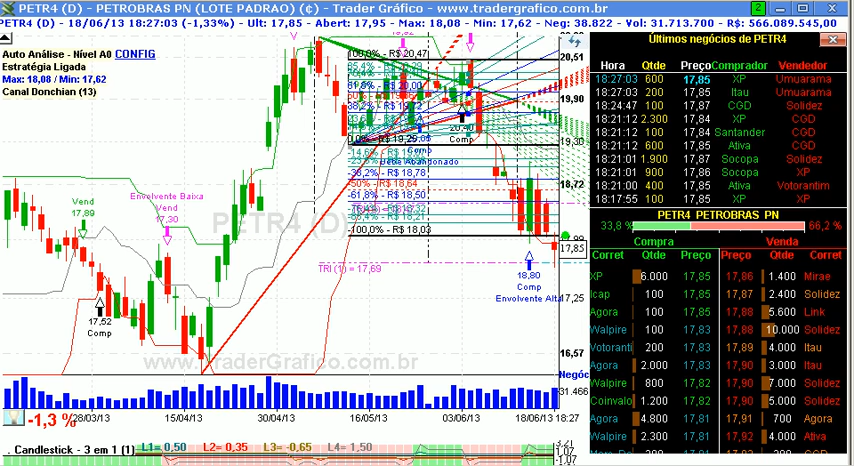 PETR4 (D) - PETROBRAS PN (LOTE PADRAO) (¢) - Trader Gráfico - www.tradergrafico.com.br
PETR4 (D) - 18/06/13 18:27:03 (-1,33%) - Ult: 17,85 - Abert: 17,95 - Max: 18,08 - Min: 17,62 - Neg: 38.822 - Vol: 31.713.700 - R$: 566.089.545,00
Auto Análise - Nível A0 CONFIG
Estratégia Ligada
Max: 18,08 / Min: 17,62
Canal Donchian (13)
100,0% - R$ 20,47
61,8% - R$ 20,00
38,2% - R$ 19,72
0,0% - R$ 19,25
20,40
Comp
Bebê Abandonado
38,2% - R$ 18,78
50% - R$ 18,64
61,8% - R$ 18,50
100,0% - R$ 18,03
TRI (1) = 17,69
18,80
Comp
Envolvente Alta
Vend
17,89
Envolvente Baixa
Vend
17,30
17,52
Comp
PETR4 (D)
www.TraderGrafico.com.br
20,51
19,90
19,30
18,72
17,85
17,25
16,57
Negóc
31.466
-1,3 %
28/03/13 15/04/13 30/04/13 16/05/13 03/06/13 18/06/13 18:27
. Candlestick - 3 em 1 (1) L1= 0,50 L2= 0,35 L3= -0,65 L4= 1,50
3,21
1,07
-1,07
Últimos negócios de PETR4
Hora Qtde Preço Comprador Vendedor
18:27:03 600 17,85 XP Umuarama
18:27:03 200 17,85 Itau Umuarama
18:24:47 100 17,87 CGD Solidez
18:21:12 2.300 17,84 XP CGD
18:21:12 100 17,84 Santander CGD
18:21:12 600 17,85 Ativa CGD
18:21:01 1.900 17,87 Socopa Solidez
18:21:01 900 17,86 Socopa XP
18:21:00 400 17,85 Ativa Votorantim
18:17:55 100 17,85 XP XP
PETR4 PETROBRAS PN
33,8 % 66,2 %
Compra Venda
Corret Qtde Preço Preço Qtde Corret
XP 6.000 17,85 17,86 1.400 Mirae
Icap 100 17,85 17,87 2.400 Solidez
Agora 100 17,85 17,88 5.600 Link
Walpire 100 17,83 17,88 10.000 Solidez
Votoranti 200 17,83 17,89 4.000 Itau
Agora 200 17,82 17,90 3.000 Itau
Walpire 800 17,82 17,90 7.000 Solidez
Coinvalo 1.200 17,82 17,90 5.000 Solidez
Agora 4.800 17,81 17,91 700 Agora
Walpire 2.300 17,81 17,92 4.000 Ativa